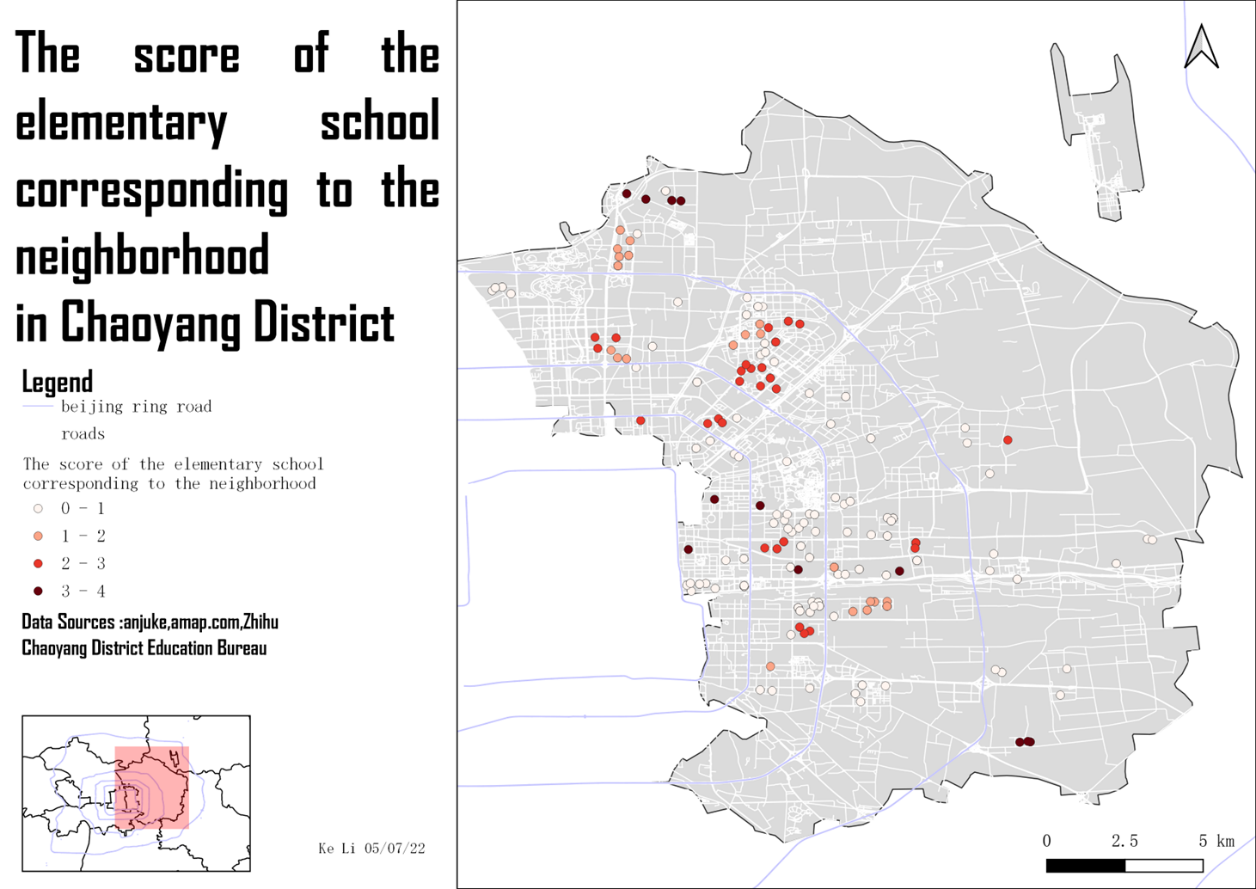 The score of the
elementary school
corresponding to the
neighborhood
in Chaoyang District
Legend
beijing ring road
roads
The score of the elementary school
corresponding to the neighborhood
0 - 1
1 - 2
2 - 3
3 - 4
Data Sources :anjuke,amap.com,Zhihu
Chaoyang District Education Bureau
Ke Li 05/07/22
0 2.5 5 km